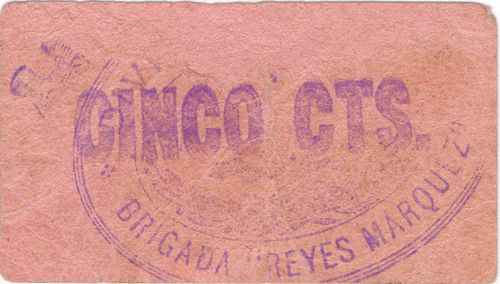 CINCO CTS.
BRIGADA "REYES MARQUEZ"